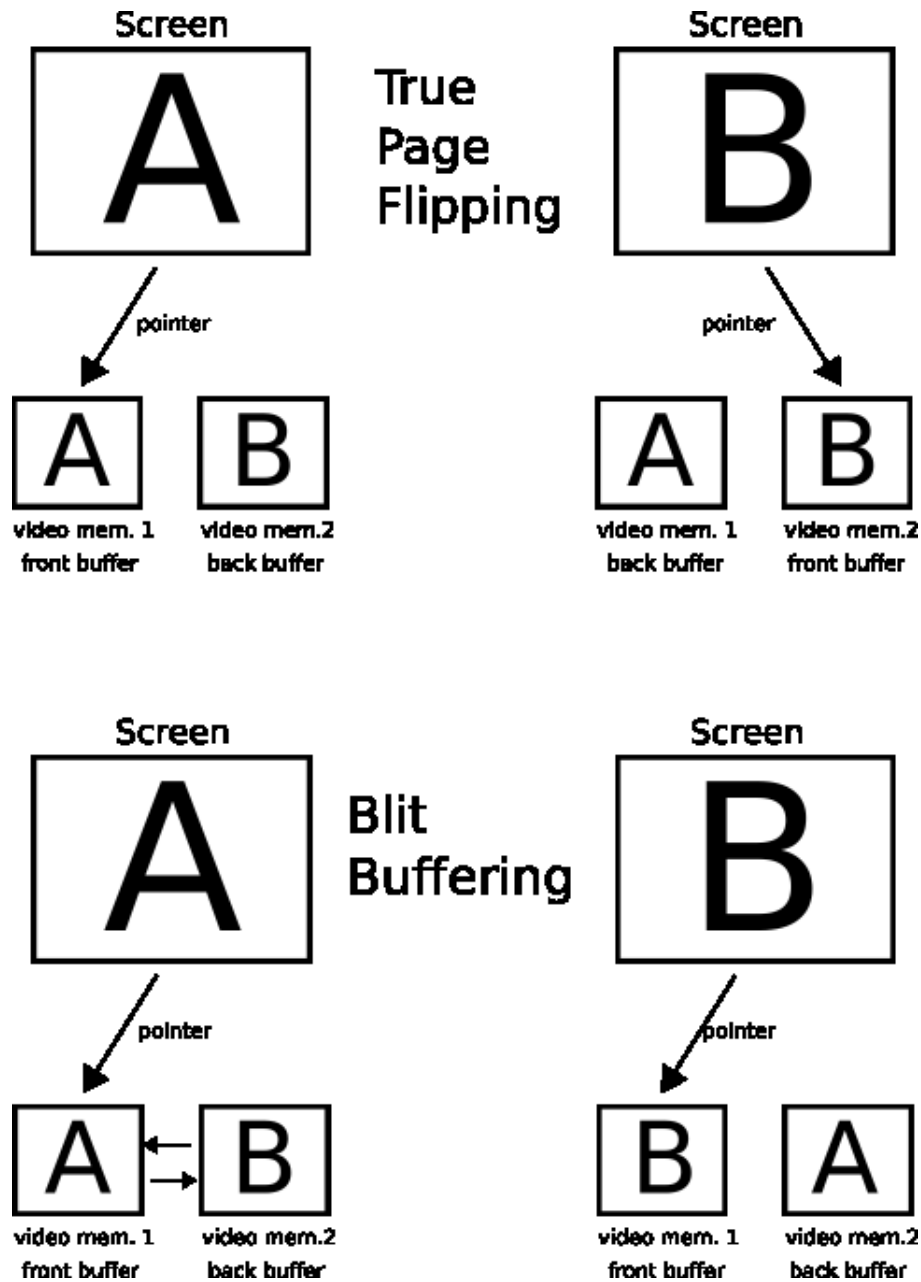 Screen
Screen
A
True
Page
Flipping
B
pointer
pointer
A
B
A
B
video mem. 1
video mem.2
video mem. 1
video mem.2
front buffer
back buffer
back buffer
front buffer
Screen
Screen
A
Blit
Buffering
B
pointer
pointer
A
B
B
A
video mem. 1
video mem.2
video mem. 1
video mem.2
front buffer
back buffer
front buffer
back buffer